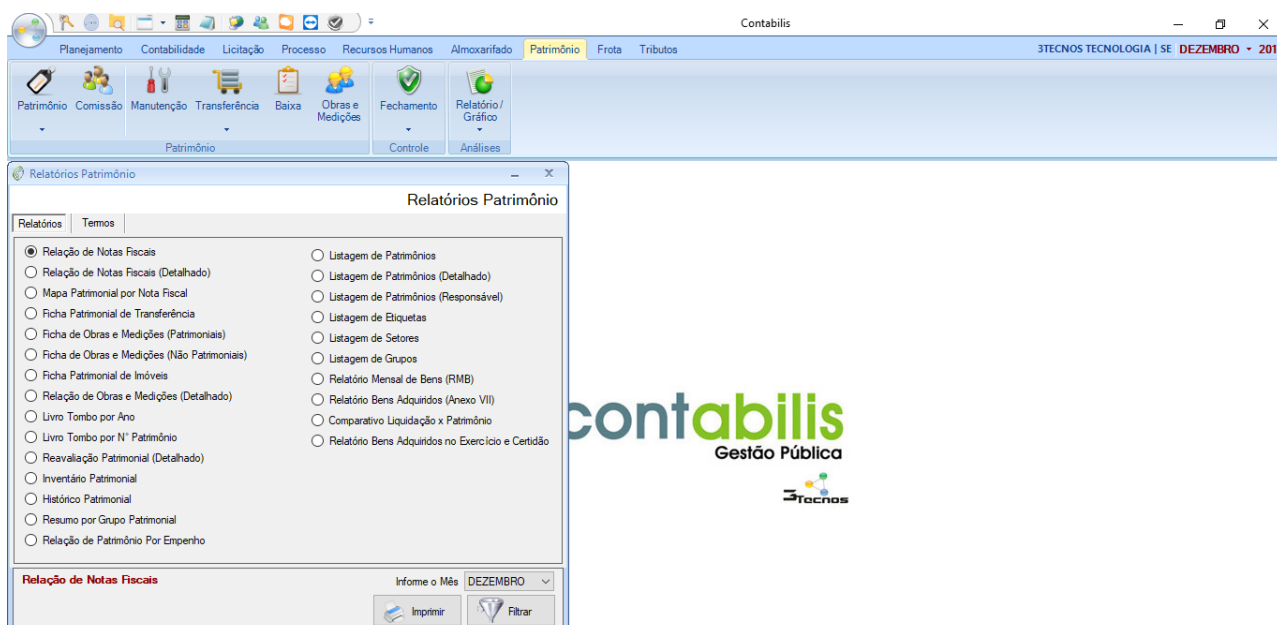 Contabilis
Planejamento Contabilidade Licitação Processo Recursos Humanos Almoxarifado Patrimônio Frota Tributos 3TECNOS TECNOLOGIA | SE DEZEMBRO 201
Patrimônio Comissão Manutenção Transferência Baixa Obras e Medições Fechamento Relatório / Gráfico
Patrimônio Controle Análises
Relatórios Patrimônio
Relatórios Patrimônio
Relatórios Termos
Relação de Notas Fiscais
Relação de Notas Fiscais (Detalhado)
Mapa Patrimonial por Nota Fiscal
Ficha Patrimonial de Transferência
Ficha de Obras e Medições (Patrimoniais)
Ficha de Obras e Medições (Não Patrimoniais)
Ficha Patrimonial de Imóveis
Relação de Obras e Medições (Detalhado)
Livro Tombo por Ano
Livro Tombo por N° Patrimônio
Reavaliação Patrimonial (Detalhado)
Inventário Patrimonial
Histórico Patrimonial
Resumo por Grupo Patrimonial
Relação de Patrimônio Por Empenho
Listagem de Patrimônios
Listagem de Patrimônios (Detalhado)
Listagem de Patrimônios (Responsável)
Listagem de Etiquetas
Listagem de Setores
Listagem de Grupos
Relatório Mensal de Bens (RMB)
Relatório Bens Adquiridos (Anexo VII)
Comparativo Liquidação x Patrimônio
Relatório Bens Adquiridos no Exercício e Certidão
Relação de Notas Fiscais
Informe o Mês DEZEMBRO
Imprimir Filtrar
contabilis
Gestão Pública
3Tecnos